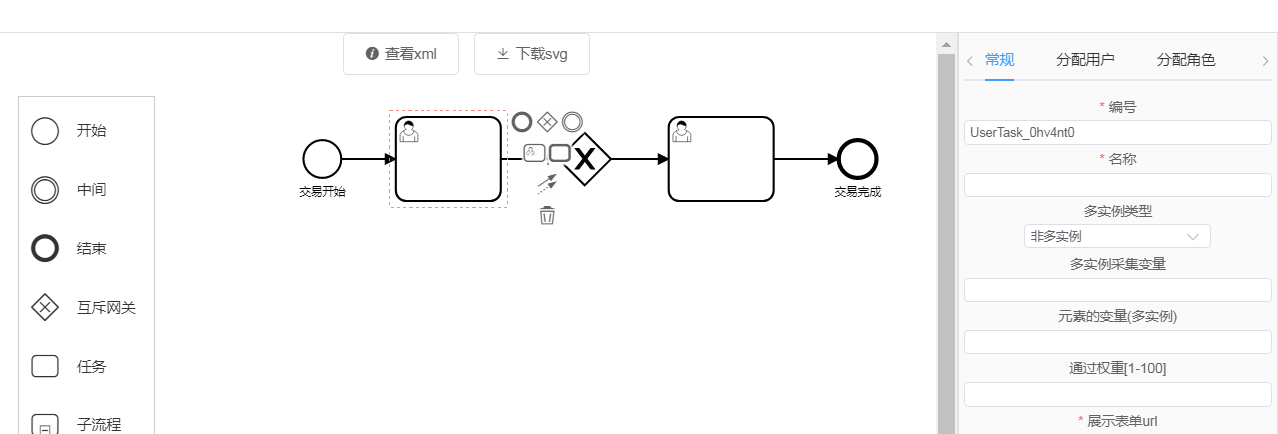 查看xml
下载svg
开始
中间
结束
互斥网关
任务
子流程
交易开始
交易完成
常规
分配用户
分配角色
* 编号
UserTask_0hv4nt0
* 名称
多实例类型
非多实例
多实例采集变量
元素的变量(多实例)
通过权重[1-100]
* 展示表单url